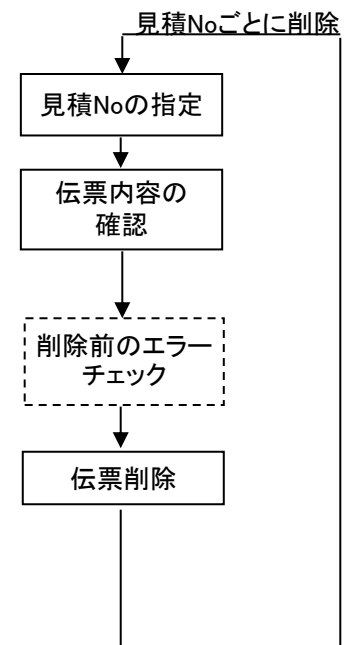 見積Noごとに削除
見積Noの指定
伝票内容の
確認
削除前のエラー
チェック
伝票削除